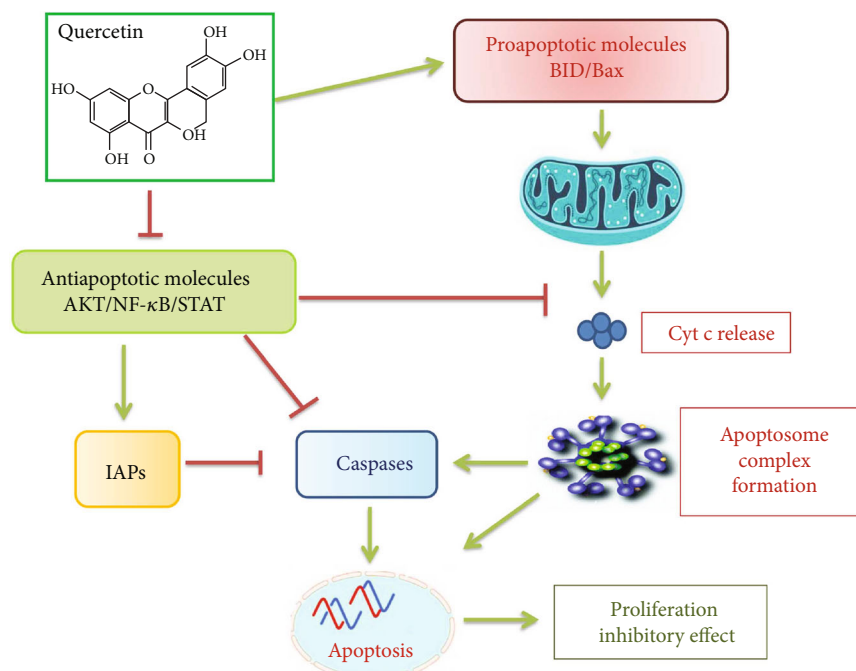 Quercetin
OH
OH
HO
O
OH
OH
O
Proapoptotic molecules
BID/Bax
Antiapoptotic molecules
AKT/NF-κB/STAT
Cyt c release
IAPs
Caspases
Apoptosome
complex
formation
Apoptosis
Proliferation
inhibitory effect